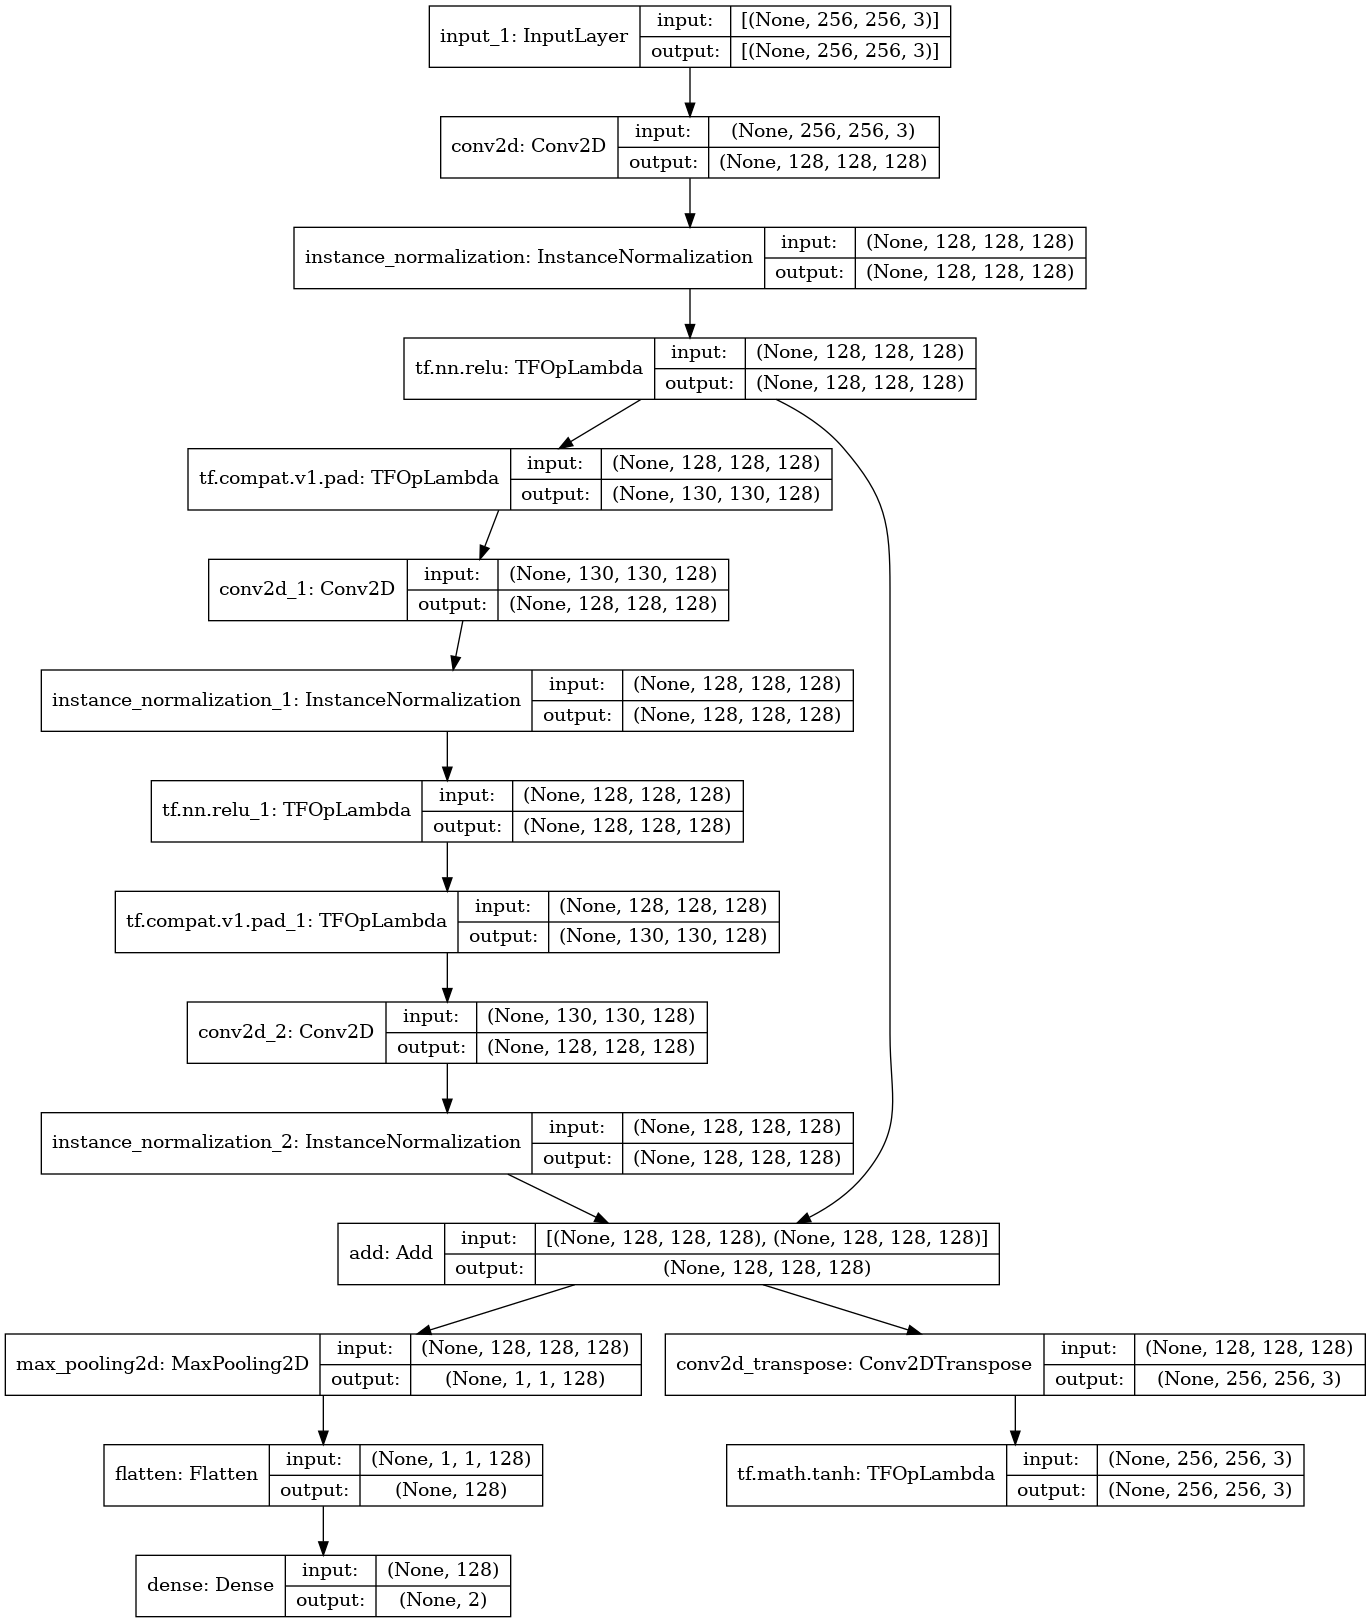 input_1: InputLayer
input: [(None, 256, 256, 3)]
output: [(None, 256, 256, 3)]
conv2d: Conv2D
input: (None, 256, 256, 3)
output: (None, 128, 128, 128)
instance_normalization: InstanceNormalization
input: (None, 128, 128, 128)
output: (None, 128, 128, 128)
tf.nn.relu: TFOpLambda
input: (None, 128, 128, 128)
output: (None, 128, 128, 128)
tf.compat.v1.pad: TFOpLambda
input: (None, 128, 128, 128)
output: (None, 130, 130, 128)
conv2d_1: Conv2D
input: (None, 130, 130, 128)
output: (None, 128, 128, 128)
instance_normalization_1: InstanceNormalization
input: (None, 128, 128, 128)
output: (None, 128, 128, 128)
tf.nn.relu_1: TFOpLambda
input: (None, 128, 128, 128)
output: (None, 128, 128, 128)
tf.compat.v1.pad_1: TFOpLambda
input: (None, 128, 128, 128)
output: (None, 130, 130, 128)
conv2d_2: Conv2D
input: (None, 130, 130, 128)
output: (None, 128, 128, 128)
instance_normalization_2: InstanceNormalization
input: (None, 128, 128, 128)
output: (None, 128, 128, 128)
add: Add
input: [(None, 128, 128, 128), (None, 128, 128, 128)]
output: (None, 128, 128, 128)
max_pooling2d: MaxPooling2D
input: (None, 128, 128, 128)
output: (None, 1, 1, 128)
conv2d_transpose: Conv2DTranspose
input: (None, 128, 128, 128)
output: (None, 256, 256, 3)
flatten: Flatten
input: (None, 1, 1, 128)
output: (None, 128)
tf.math.tanh: TFOpLambda
input: (None, 256, 256, 3)
output: (None, 256, 256, 3)
dense: Dense
input: (None, 128)
output: (None, 2)